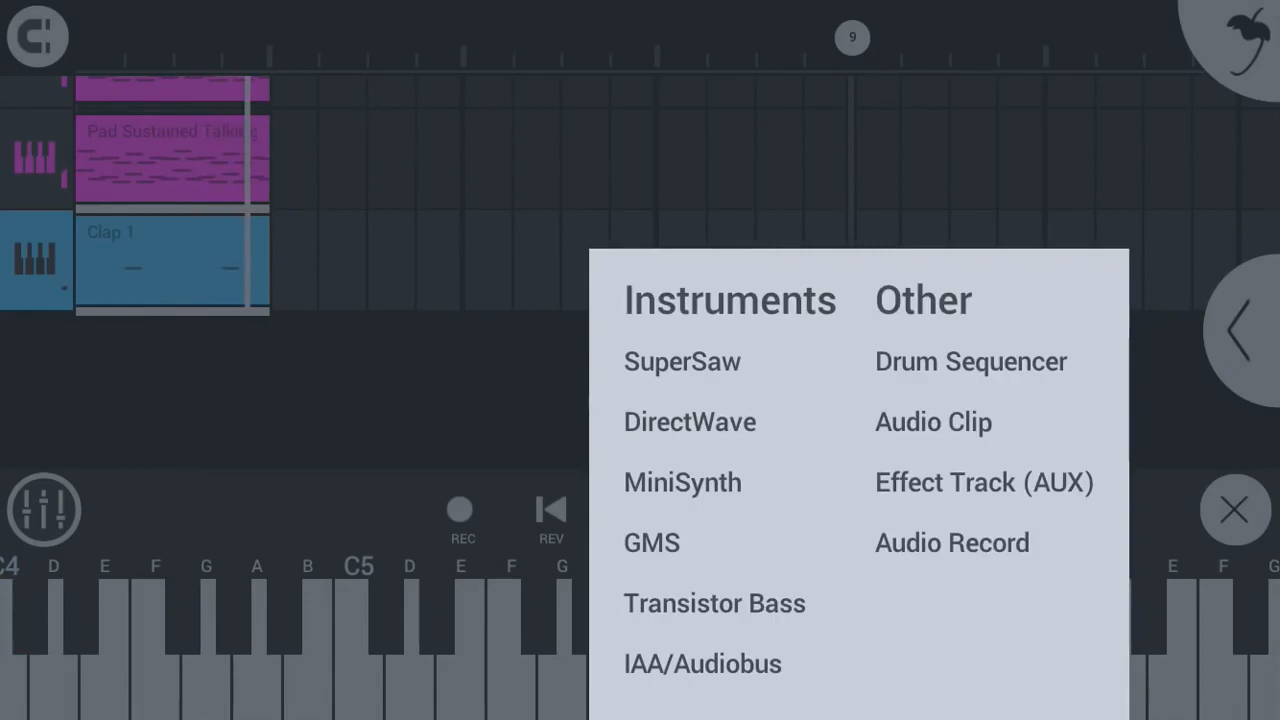 9
Pad Sustained Talking
Clap 1
Instruments
SuperSaw
DirectWave
MiniSynth
GMS
Transistor Bass
IAA/Audiobus
Other
Drum Sequencer
Audio Clip
Effect Track (AUX)
Audio Record
REC
REV
C4 D E F G A B C5 D E F G E F G